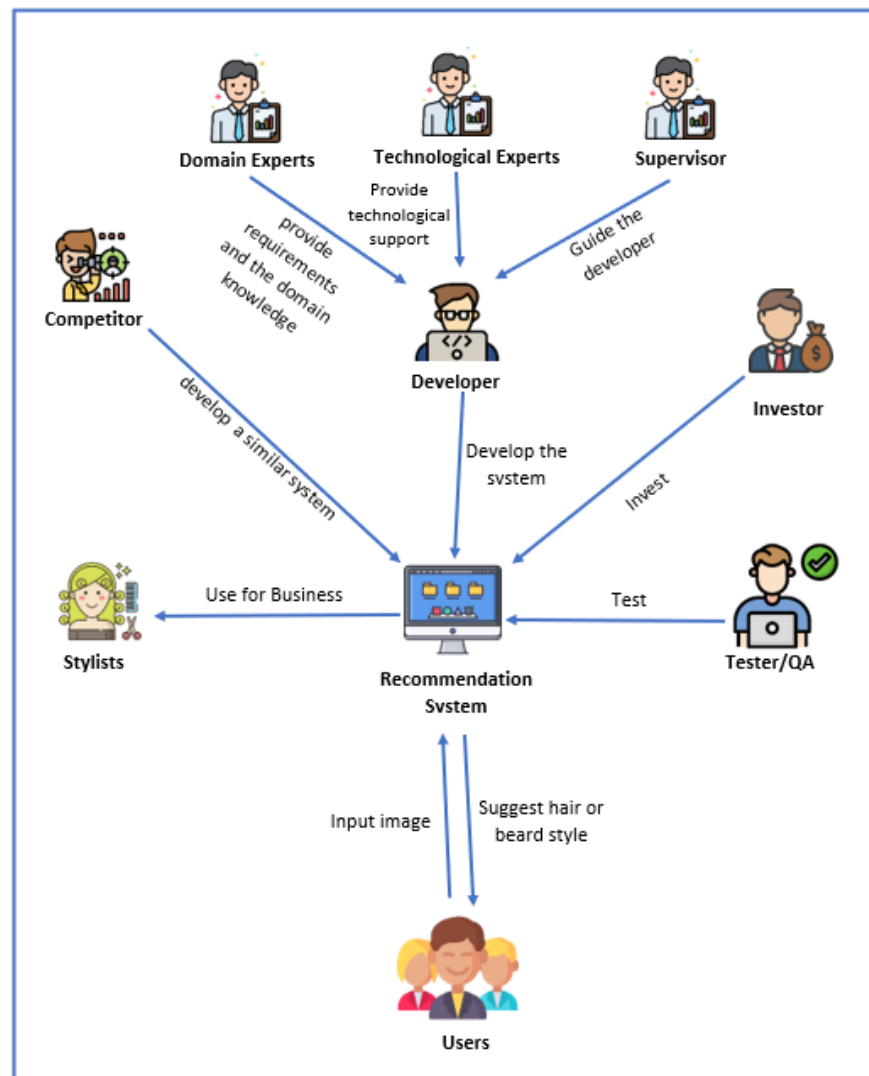 Domain Experts
Technological Experts
Supervisor
Provide
technological
support
provide
requirements
and the domain
knowledge
Guide the
developer
Competitor
</>
Developer
$
Investor
develop a similar system
Develop the
svstem
Invest
Use for Business
Test
Stylists
Tester/QA
Recommendation
Svstem
Input image
Suggest hair or
beard style
Users